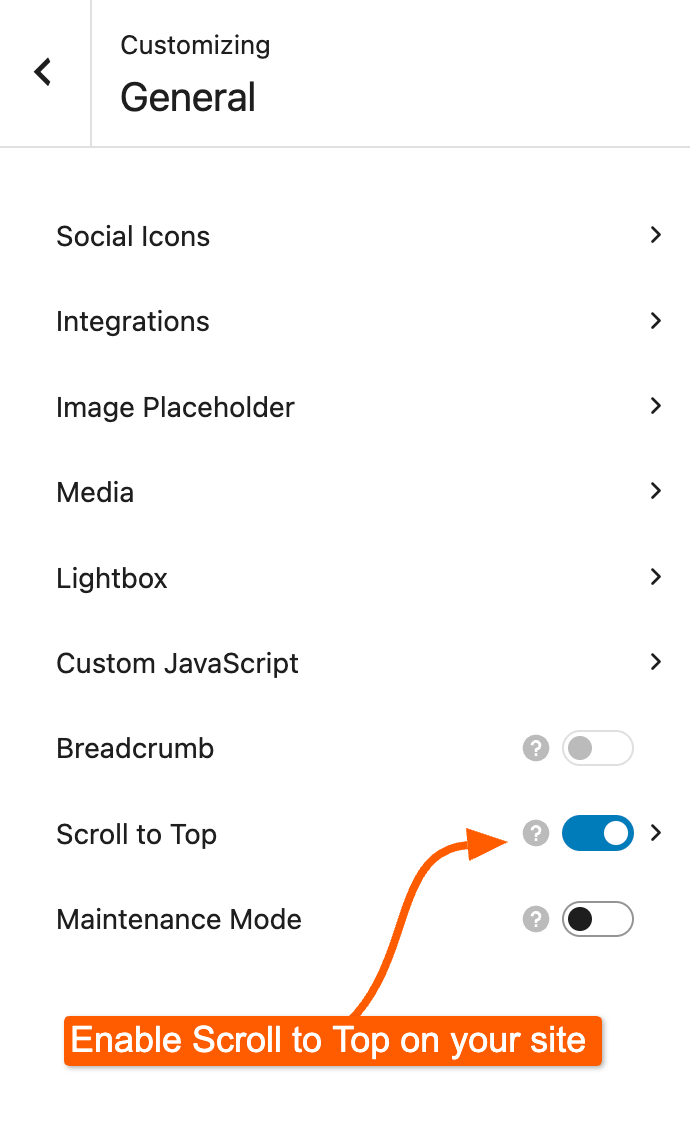 Customizing
General
Social Icons
Integrations
Image Placeholder
Media
Lightbox
Custom JavaScript
Breadcrumb ?
Scroll to Top ?
Maintenance Mode ?
Enable Scroll to Top on your site